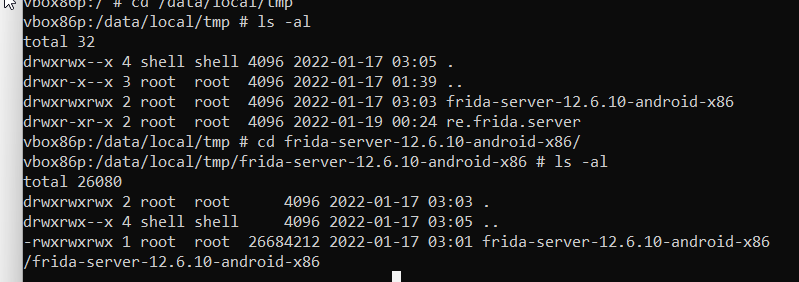 vbox86p:/ # cd /data/local/tmp
vbox86p:/data/local/tmp # ls -al
total 32
drwxrwx--x 4 shell shell 4096 2022-01-17 03:05 .
drwxr-x--x 3 root  root  4096 2022-01-17 01:39 ..
drwxrwxrwx 2 root  root  4096 2022-01-17 03:03 frida-server-12.6.10-android-x86
drwxr-xr-x 2 root  root  4096 2022-01-19 00:24 re.frida.server
vbox86p:/data/local/tmp # cd frida-server-12.6.10-android-x86/
vbox86p:/data/local/tmp/frida-server-12.6.10-android-x86 # ls -al
total 26080
drwxrwxrwx 2 root  root      4096 2022-01-17 03:03 .
drwxrwx--x 4 shell shell     4096 2022-01-17 03:05 ..
-rwxrwxrwx 1 root  root  26684212 2022-01-17 03:01 frida-server-12.6.10-android-x86
/frida-server-12.6.10-android-x86